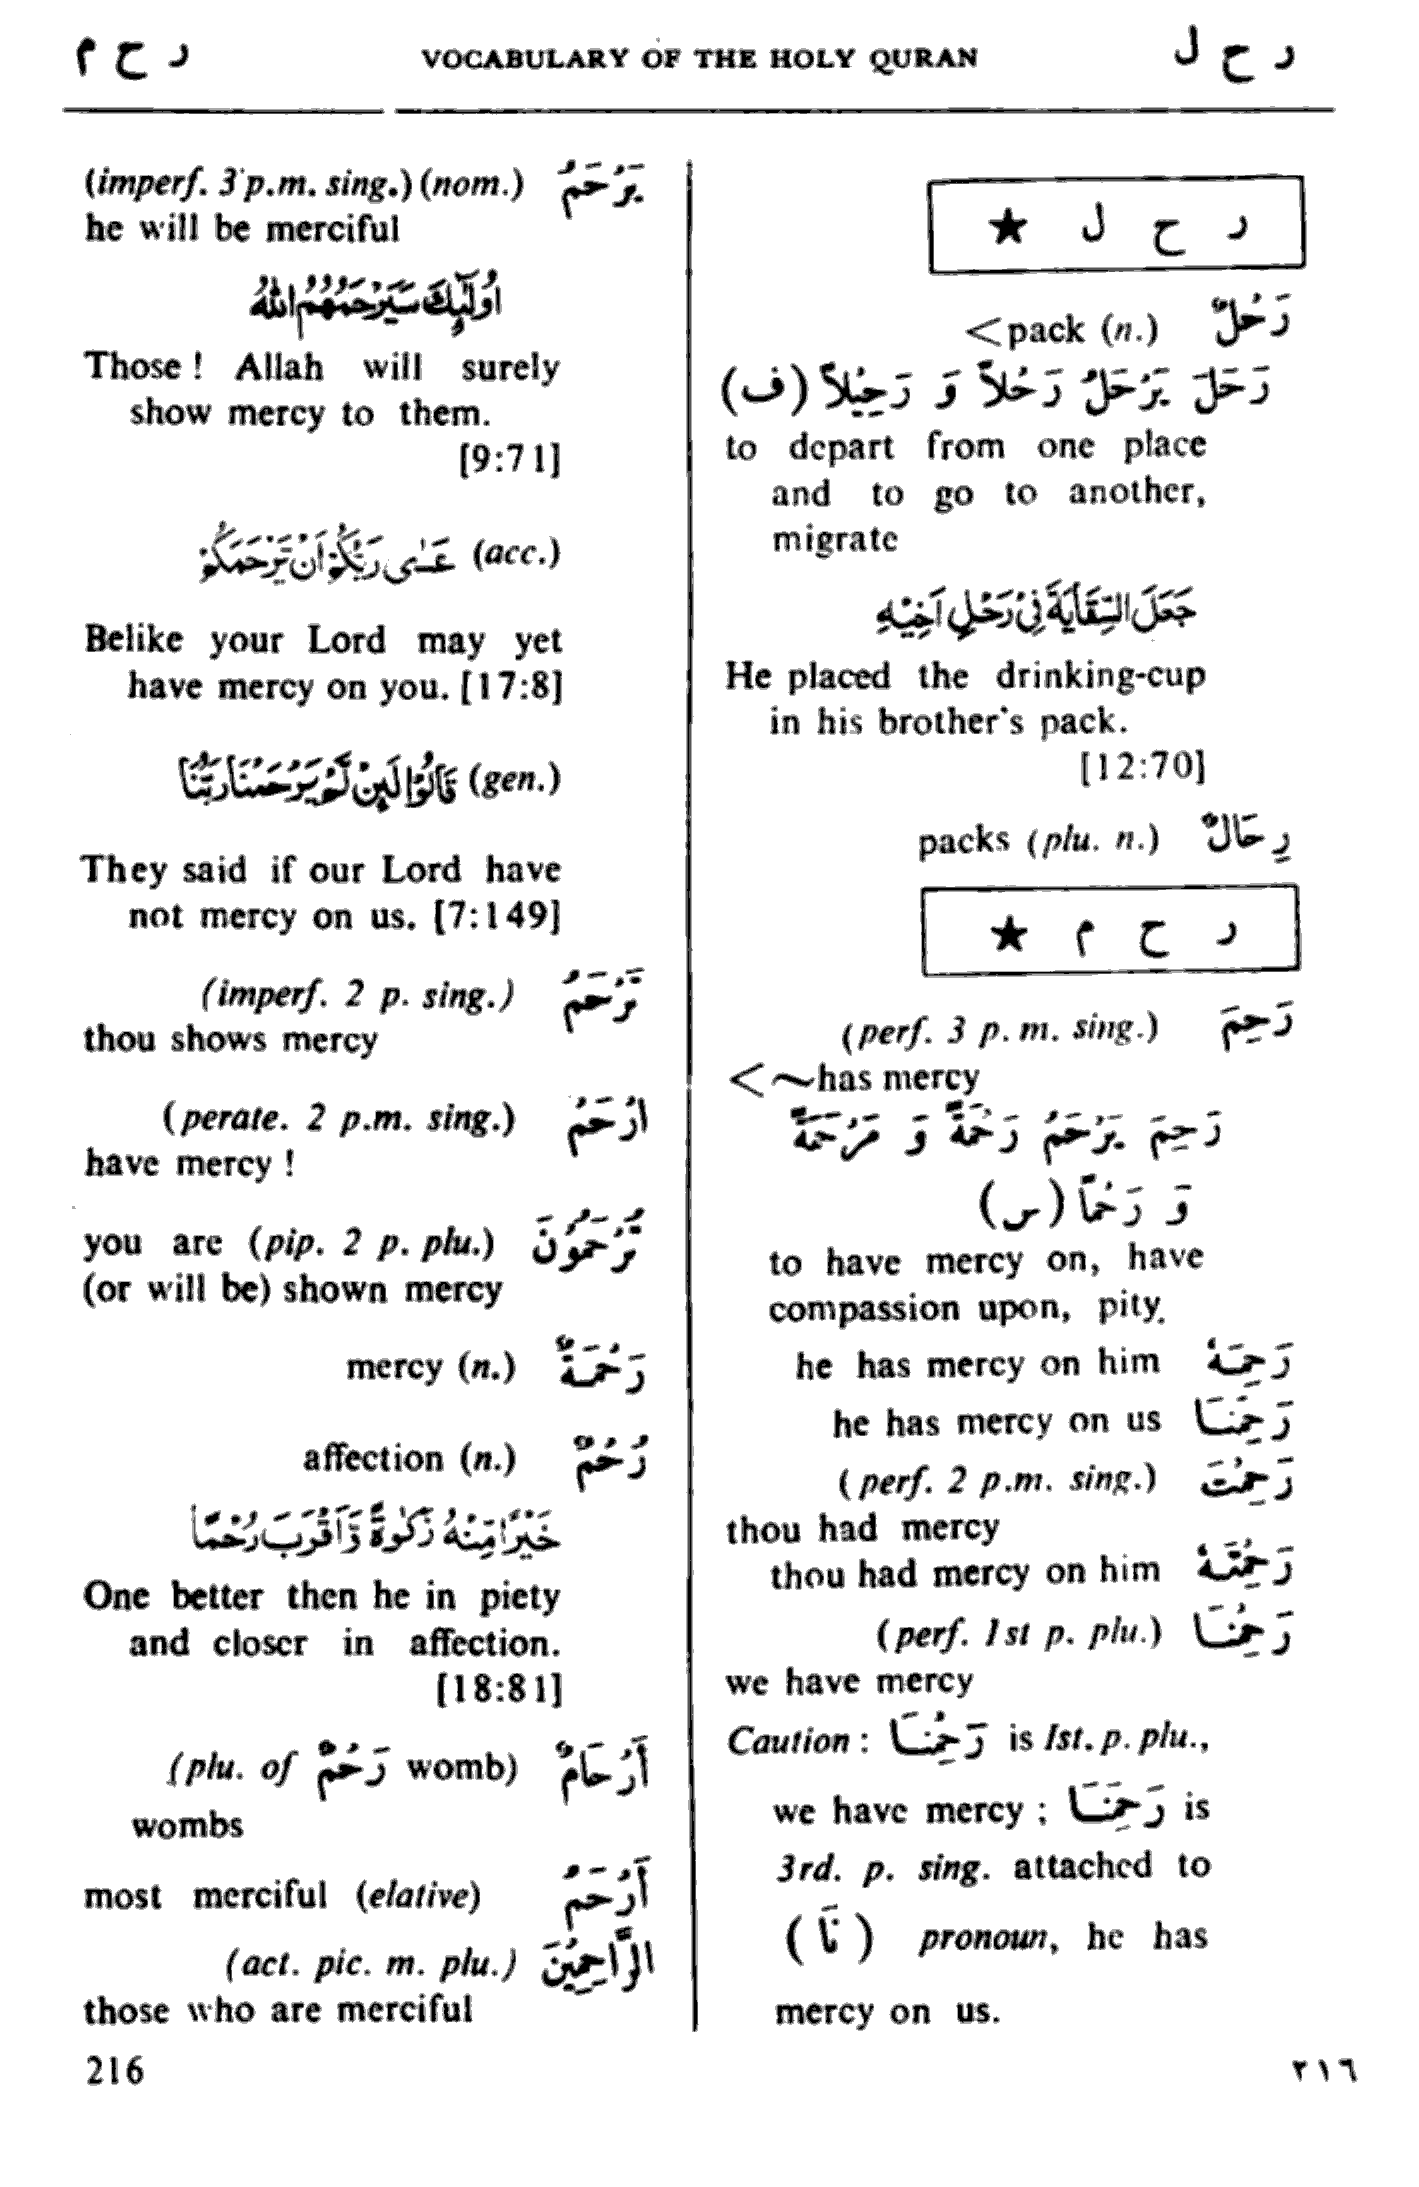 ر ح م VOCABULARY OF THE HOLY QURAN ر ح ل
ر ح ل ★
<pack (n.) رَحْلٌ
رَحَلَ يَرْحَلُ رَحْلاً وَ رَحِيْلاً (ف)
to depart from one place
and to go to another,
migrate
جَعَلَ السِّقَايَةَ فِيْ رَحْلِ اَخِيْهِ
He placed the drinking-cup
in his brother's pack.
[12:70]
packs (plu. n.) رِحَالٌ
ر ح م ★
(perf. 3 p. m. sing.) رَحِمَ
<~has mercy
رَحِمَ يَرْحَمُ رَحْمَةً وَ مَرْحَمَةً
وَ رَحْمًا (س)
to have mercy on, have
compassion upon, pity.
he has mercy on him رَحِمَهُ
he has mercy on us رَحِمَنَا
(perf. 2 p.m. sing.) رَحِمْتَ
thou had mercy
thou had mercy on him رَحِمْتَهُ
(perf. 1st p. plu.) رَحِمْنَا
we have mercy
Caution : رَحِمْنَا is Ist. p. plu.,
we have mercy ; رَحِمَنَا is
3rd. p. sing. attached to
(نَا) pronoun, he has
mercy on us.
(imperf. 3 p.m. sing.) (nom.) يَرْحَمُ
he will be merciful
اُولٰٓئِكَ سَيَرْحَمُهُمُ اللهُ
Those ! Allah will surely
show mercy to them.
[9:71]
عَسٰى رَبُّكُمْ اَنْ يَّرْحَمَكُمْ (acc.)
Belike your Lord may yet
have mercy on you. [17:8]
قَالُوْا لَئِنْ لَّمْ يَرْحَمْنَا رَبُّنَا (gen.)
They said if our Lord have
not mercy on us. [7:149]
(imperf. 2 p. sing.) تَرْحَمُ
thou shows mercy
(perate. 2 p.m. sing.) ارْحَمْ
have mercy !
you are (pip. 2 p. plu.) تُرْحَمُوْنَ
(or will be) shown mercy
mercy (n.) رَحْمَةٌ
affection (n.) رُحْمٌ
خَيْرًا مِّنْهُ زَكٰوةً وَّاَقْرَبَ رُحْمًا
One better then he in piety
and closer in affection.
[18:81]
(plu. of رَحْمٌ womb) أَرْحَامٌ
wombs
most merciful (elative) أَرْحَمُ
(act. pic. m. plu.) الرَّاحِمِيْنَ
those who are merciful
216 ٢١٦